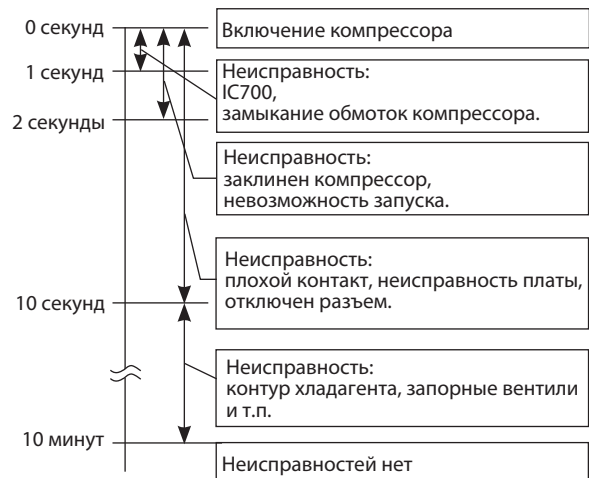 0 секунд
Включение компрессора
1 секунд
Неисправность:
IC700,
замыкание обмоток компрессора.
2 секунды
Неисправность:
заклинен компрессор,
невозможность запуска.
Неисправность:
плохой контакт, неисправность платы,
отключен разъем.
10 секунд
Неисправность:
контур хладагента, запорные вентили
и т.п.
10 минут
Неисправностей нет